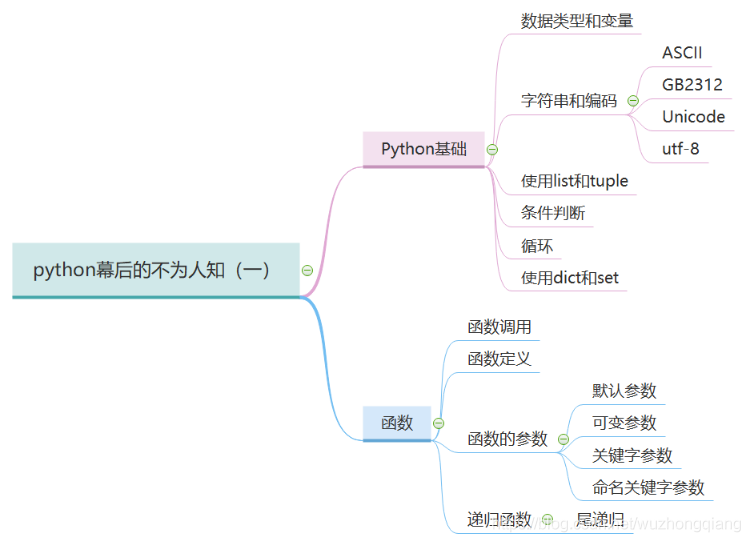 python幕后的不为人知（一）
Python基础
数据类型和变量
字符串和编码
ASCII
GB2312
Unicode
utf-8
使用list和tuple
条件判断
循环
使用dict和set
函数
函数调用
函数定义
函数的参数
默认参数
可变参数
关键字参数
命名关键字参数
递归函数
尾递归